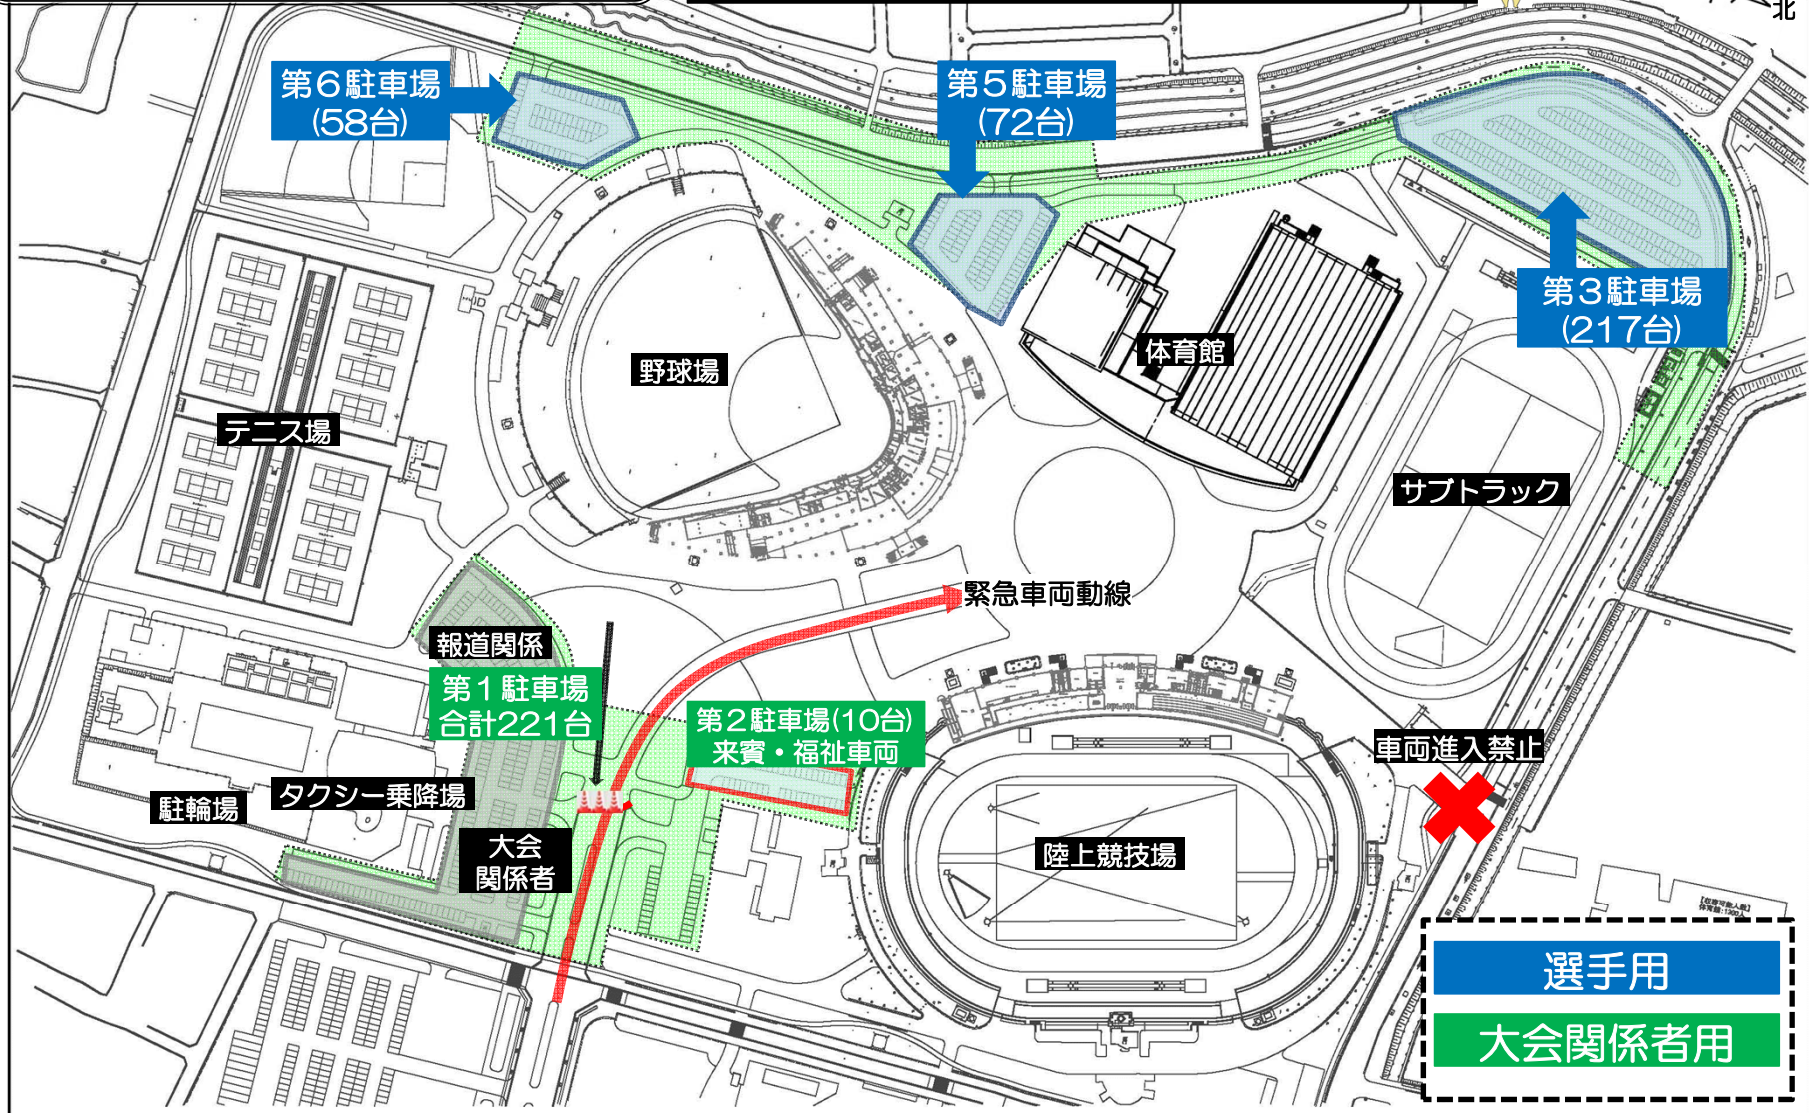 北
第6駐車場
(58台)
第5駐車場
(72台)
第3駐車場
(217台)
野球場
体育館
テニス場
サブトラック
緊急車両動線
報道関係
第1駐車場
合計221台
第2駐車場(10台)
来賓・福祉車両
車両進入禁止
タクシー乗降場
駐輪場
大会
関係者
陸上競技場
選手用
大会関係者用